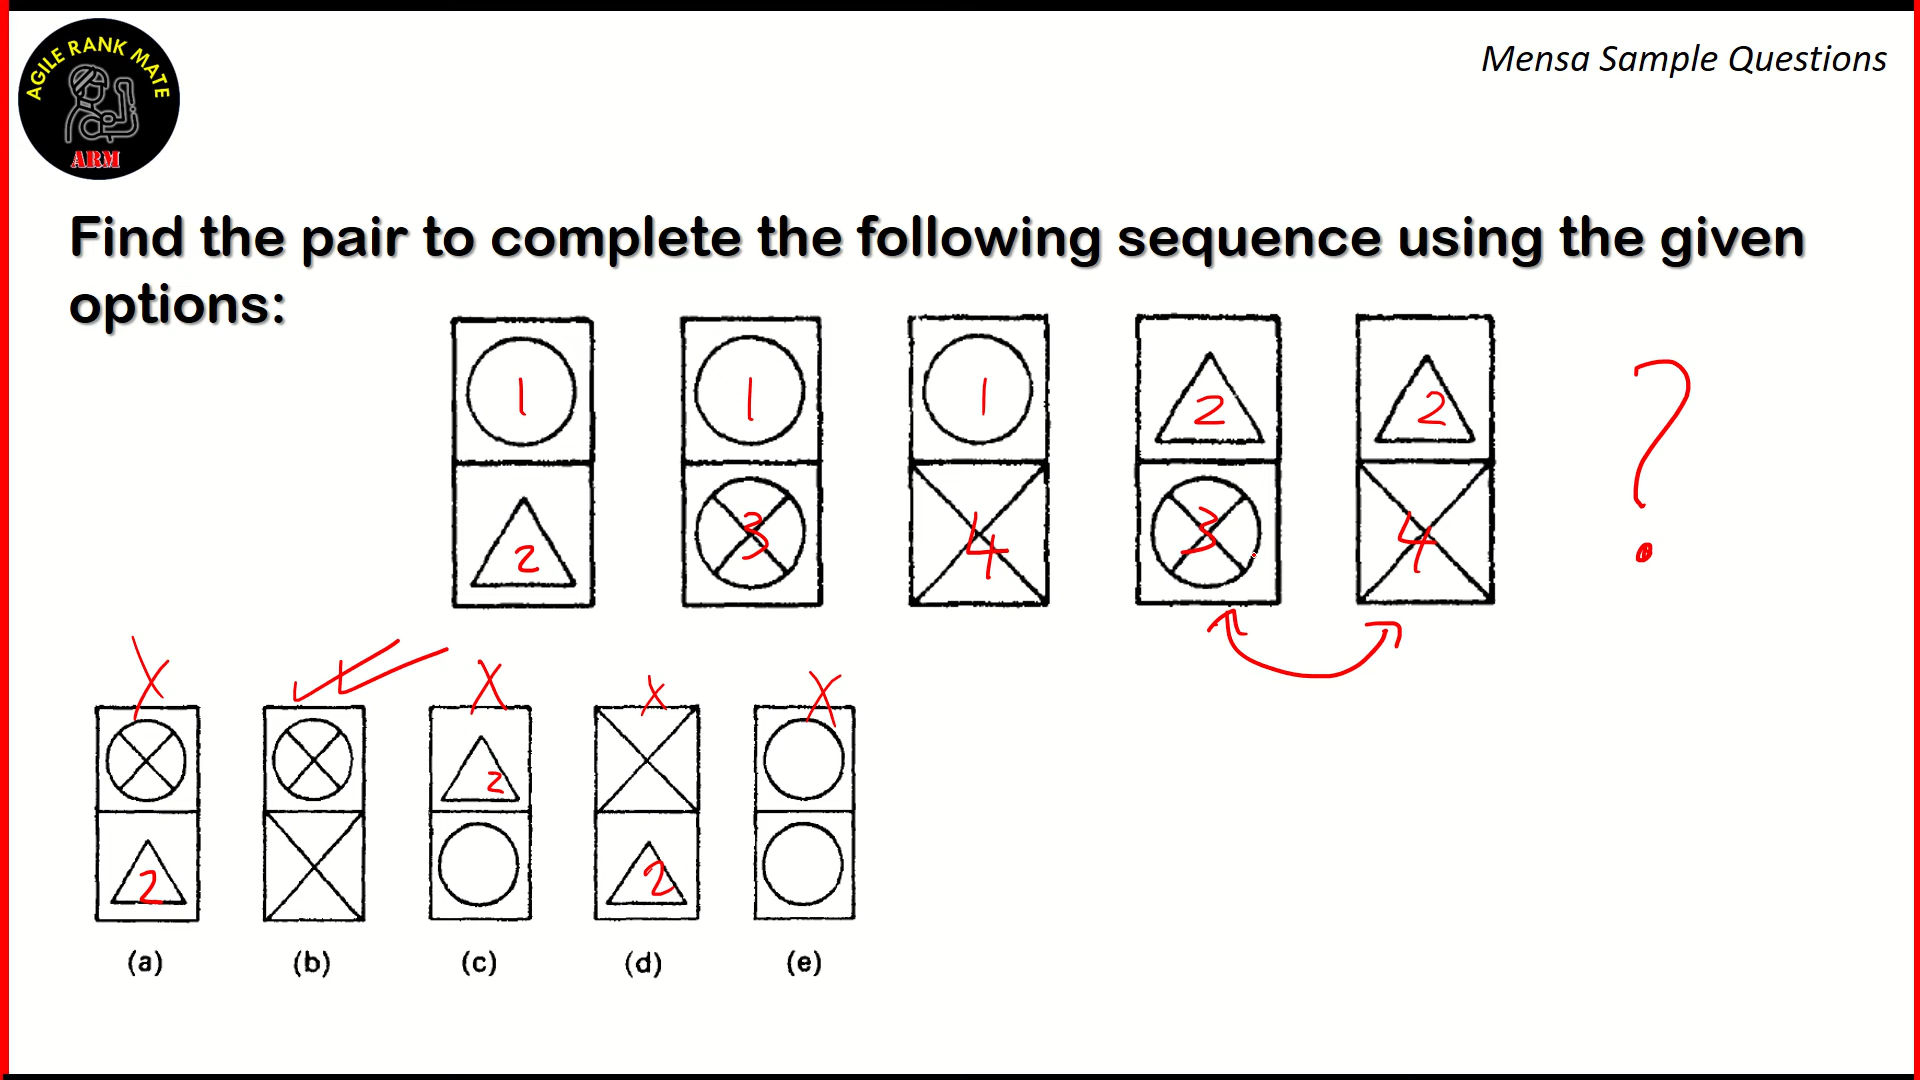 AGILE RANK MATE
ARM
Mensa Sample Questions
Find the pair to complete the following sequence using the given
options:
1 1 1 2 2 ?
2 3 4 3 4
X X X X
2
2 2
(a) (b) (c) (d) (e)